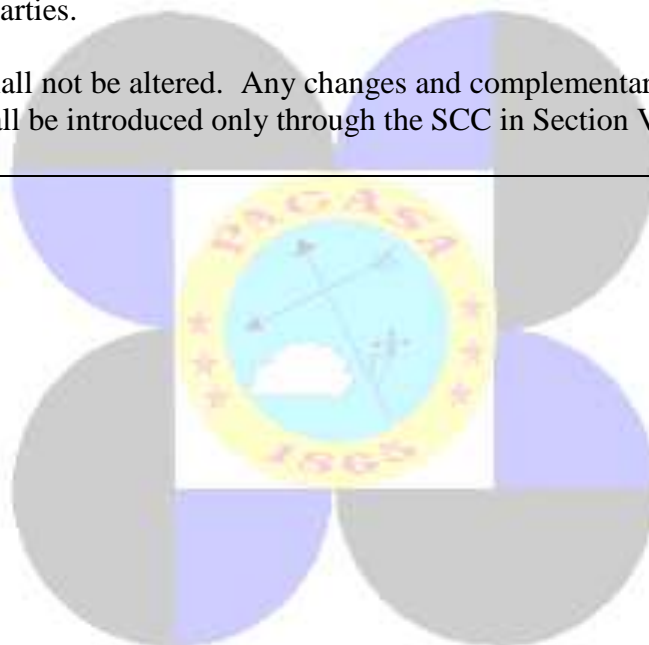 arties.
all not be altered.  Any changes and complementar
all be introduced only through the SCC in Section V
PAGASA
1865